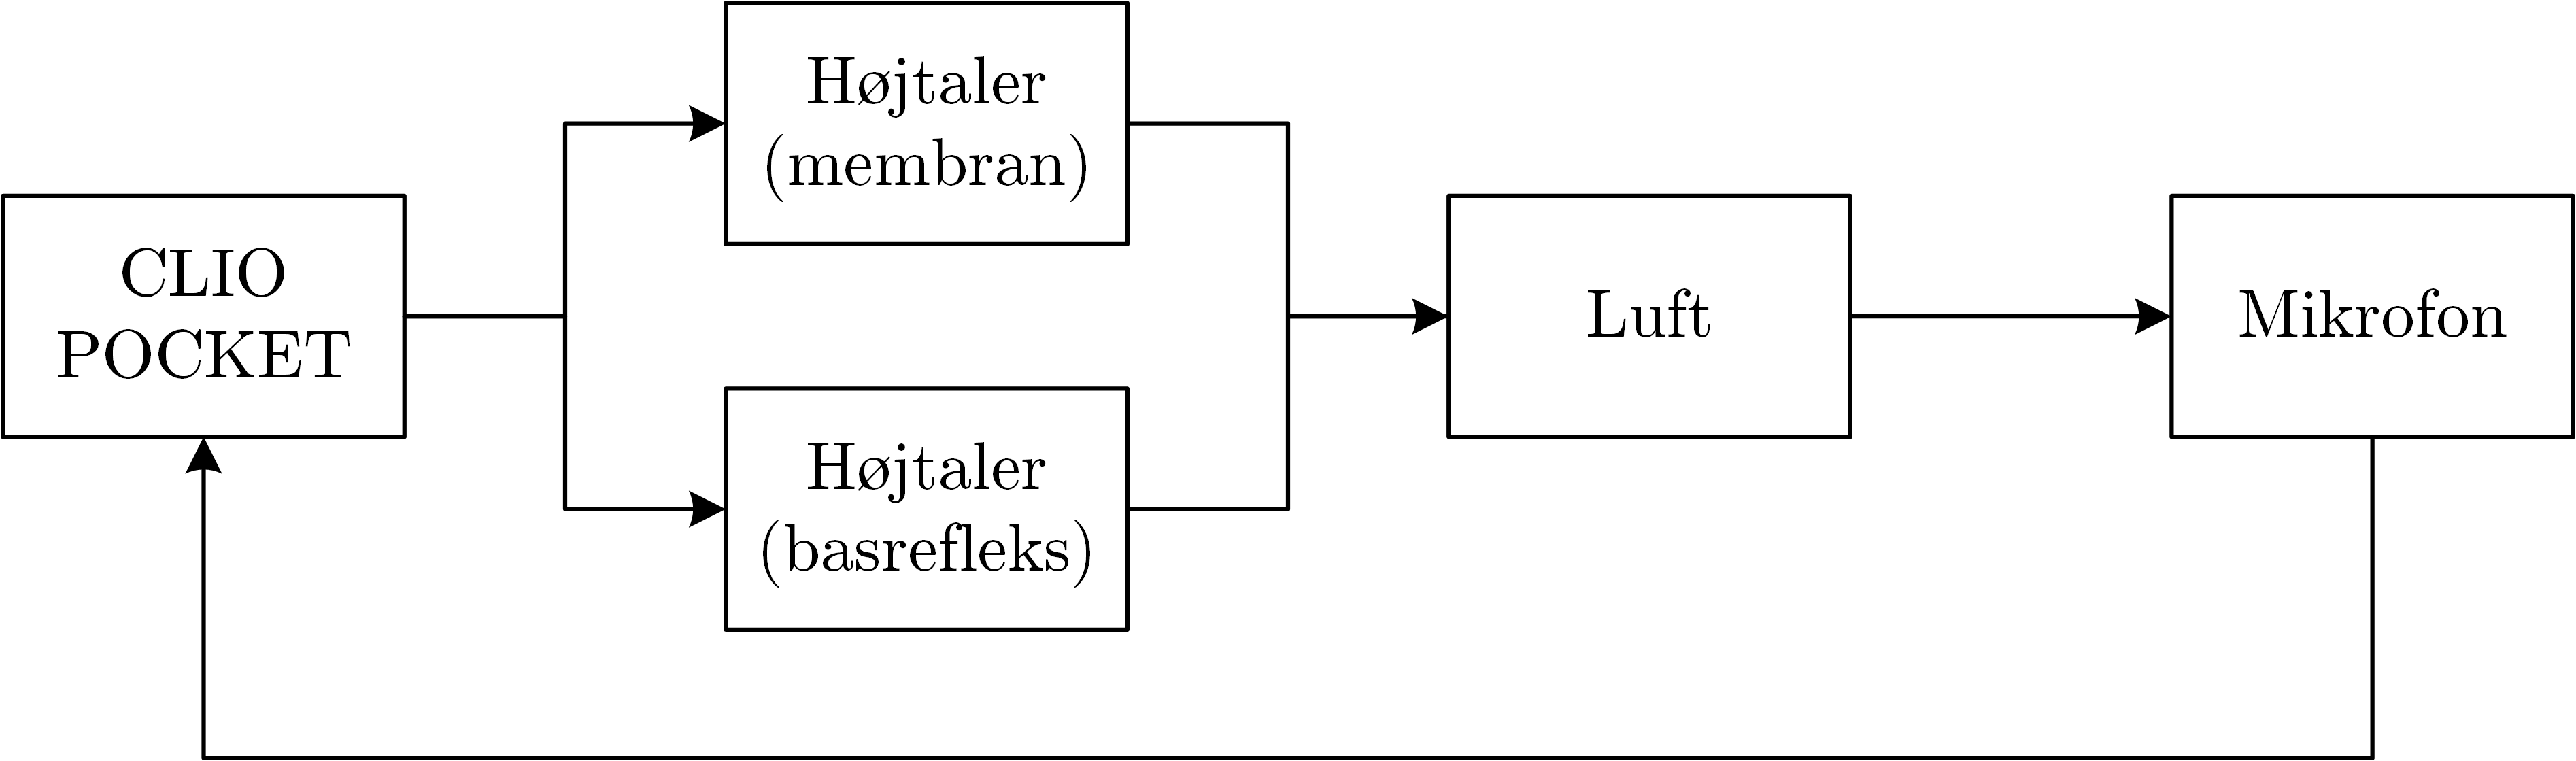 CLIO
POCKET
Højtaler
(membran)
Højtaler
(basrefleks)
Luft
Mikrofon